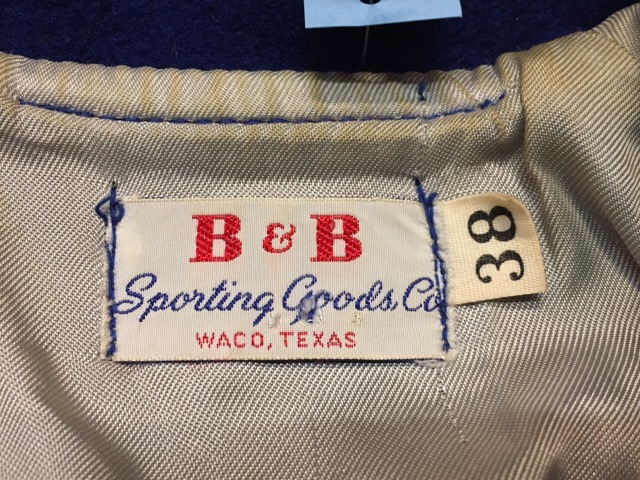 B & B
Sporting Goods Co
WACO, TEXAS
38